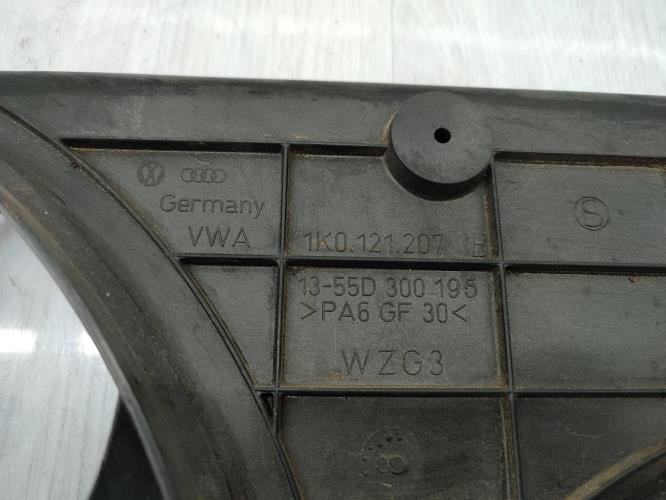 Germany
VWA
1K0.121.207
13-55D 300 195
>PA6 GF 30<
WZG3
S